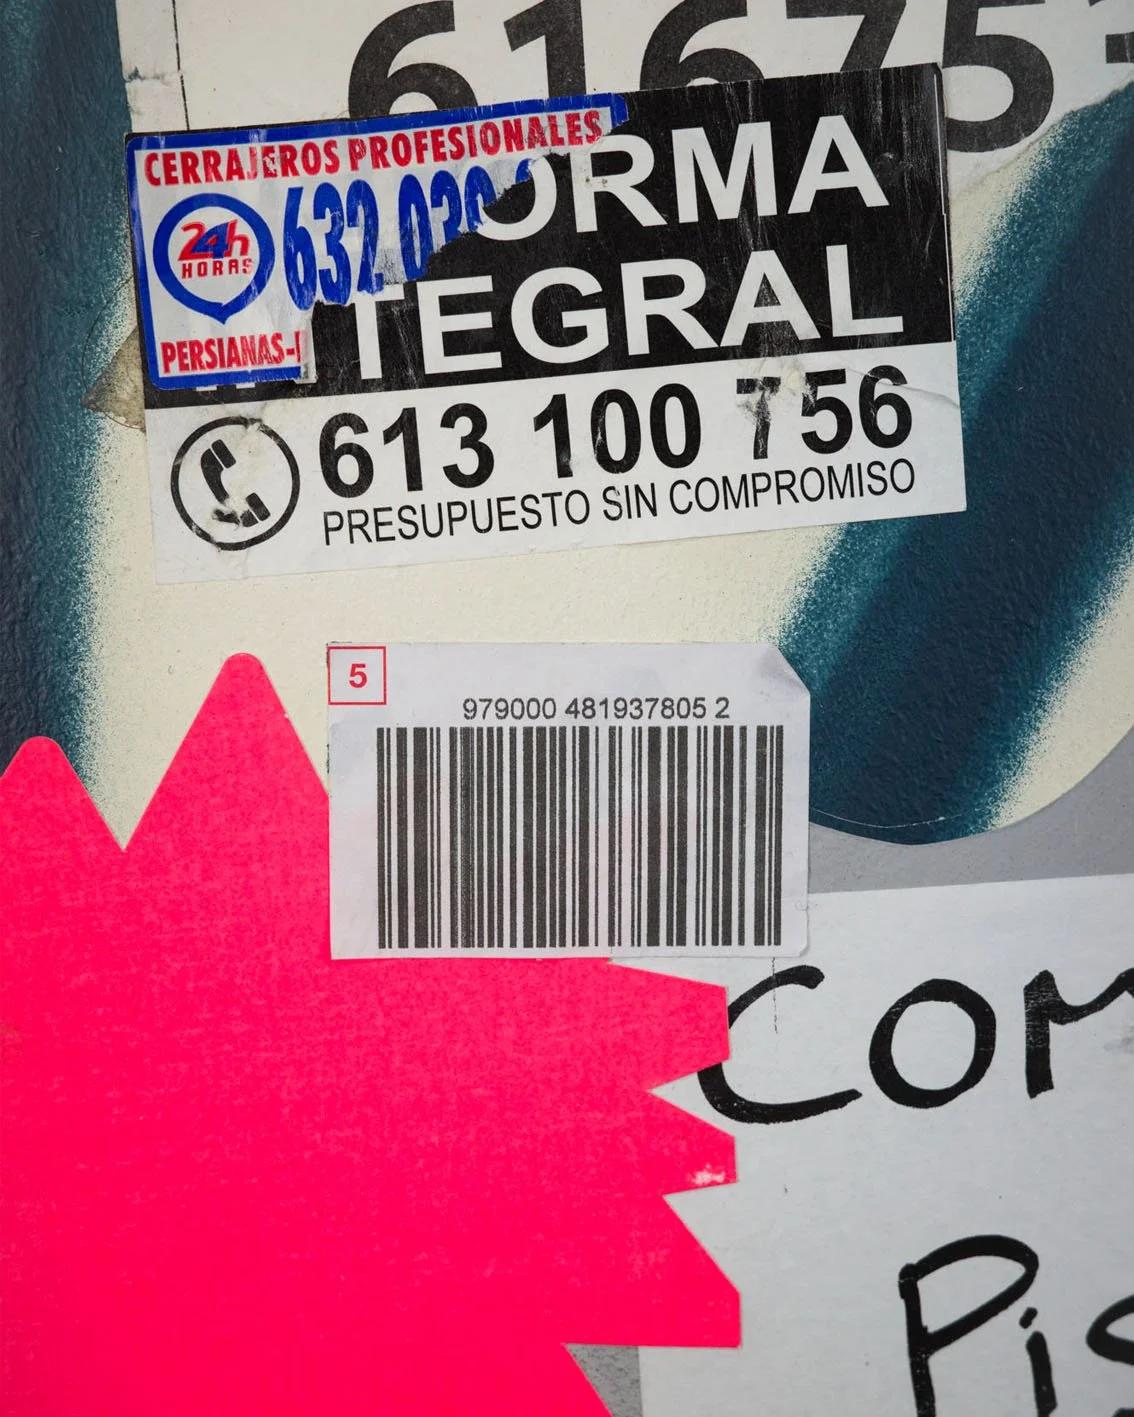 61675
CERRAJEROS PROFESIONALES
24h
HORAS
632 03
PERSIANAS-
ORMA
TEGRAL
613 100 756
PRESUPUESTO SIN COMPROMISO
5
979000 481937805 2
Com
Pis